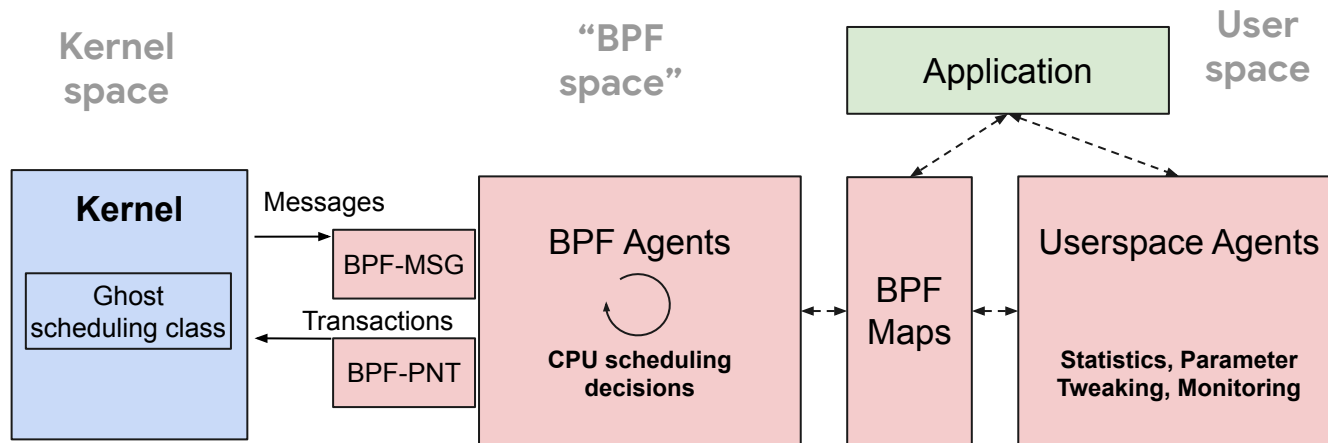 Kernel
space
“BPF
space”
User
space
Application
Kernel
Ghost
scheduling class
Messages
BPF-MSG
Transactions
BPF-PNT
BPF Agents
CPU scheduling
decisions
BPF
Maps
Userspace Agents
Statistics, Parameter
Tweaking, Monitoring